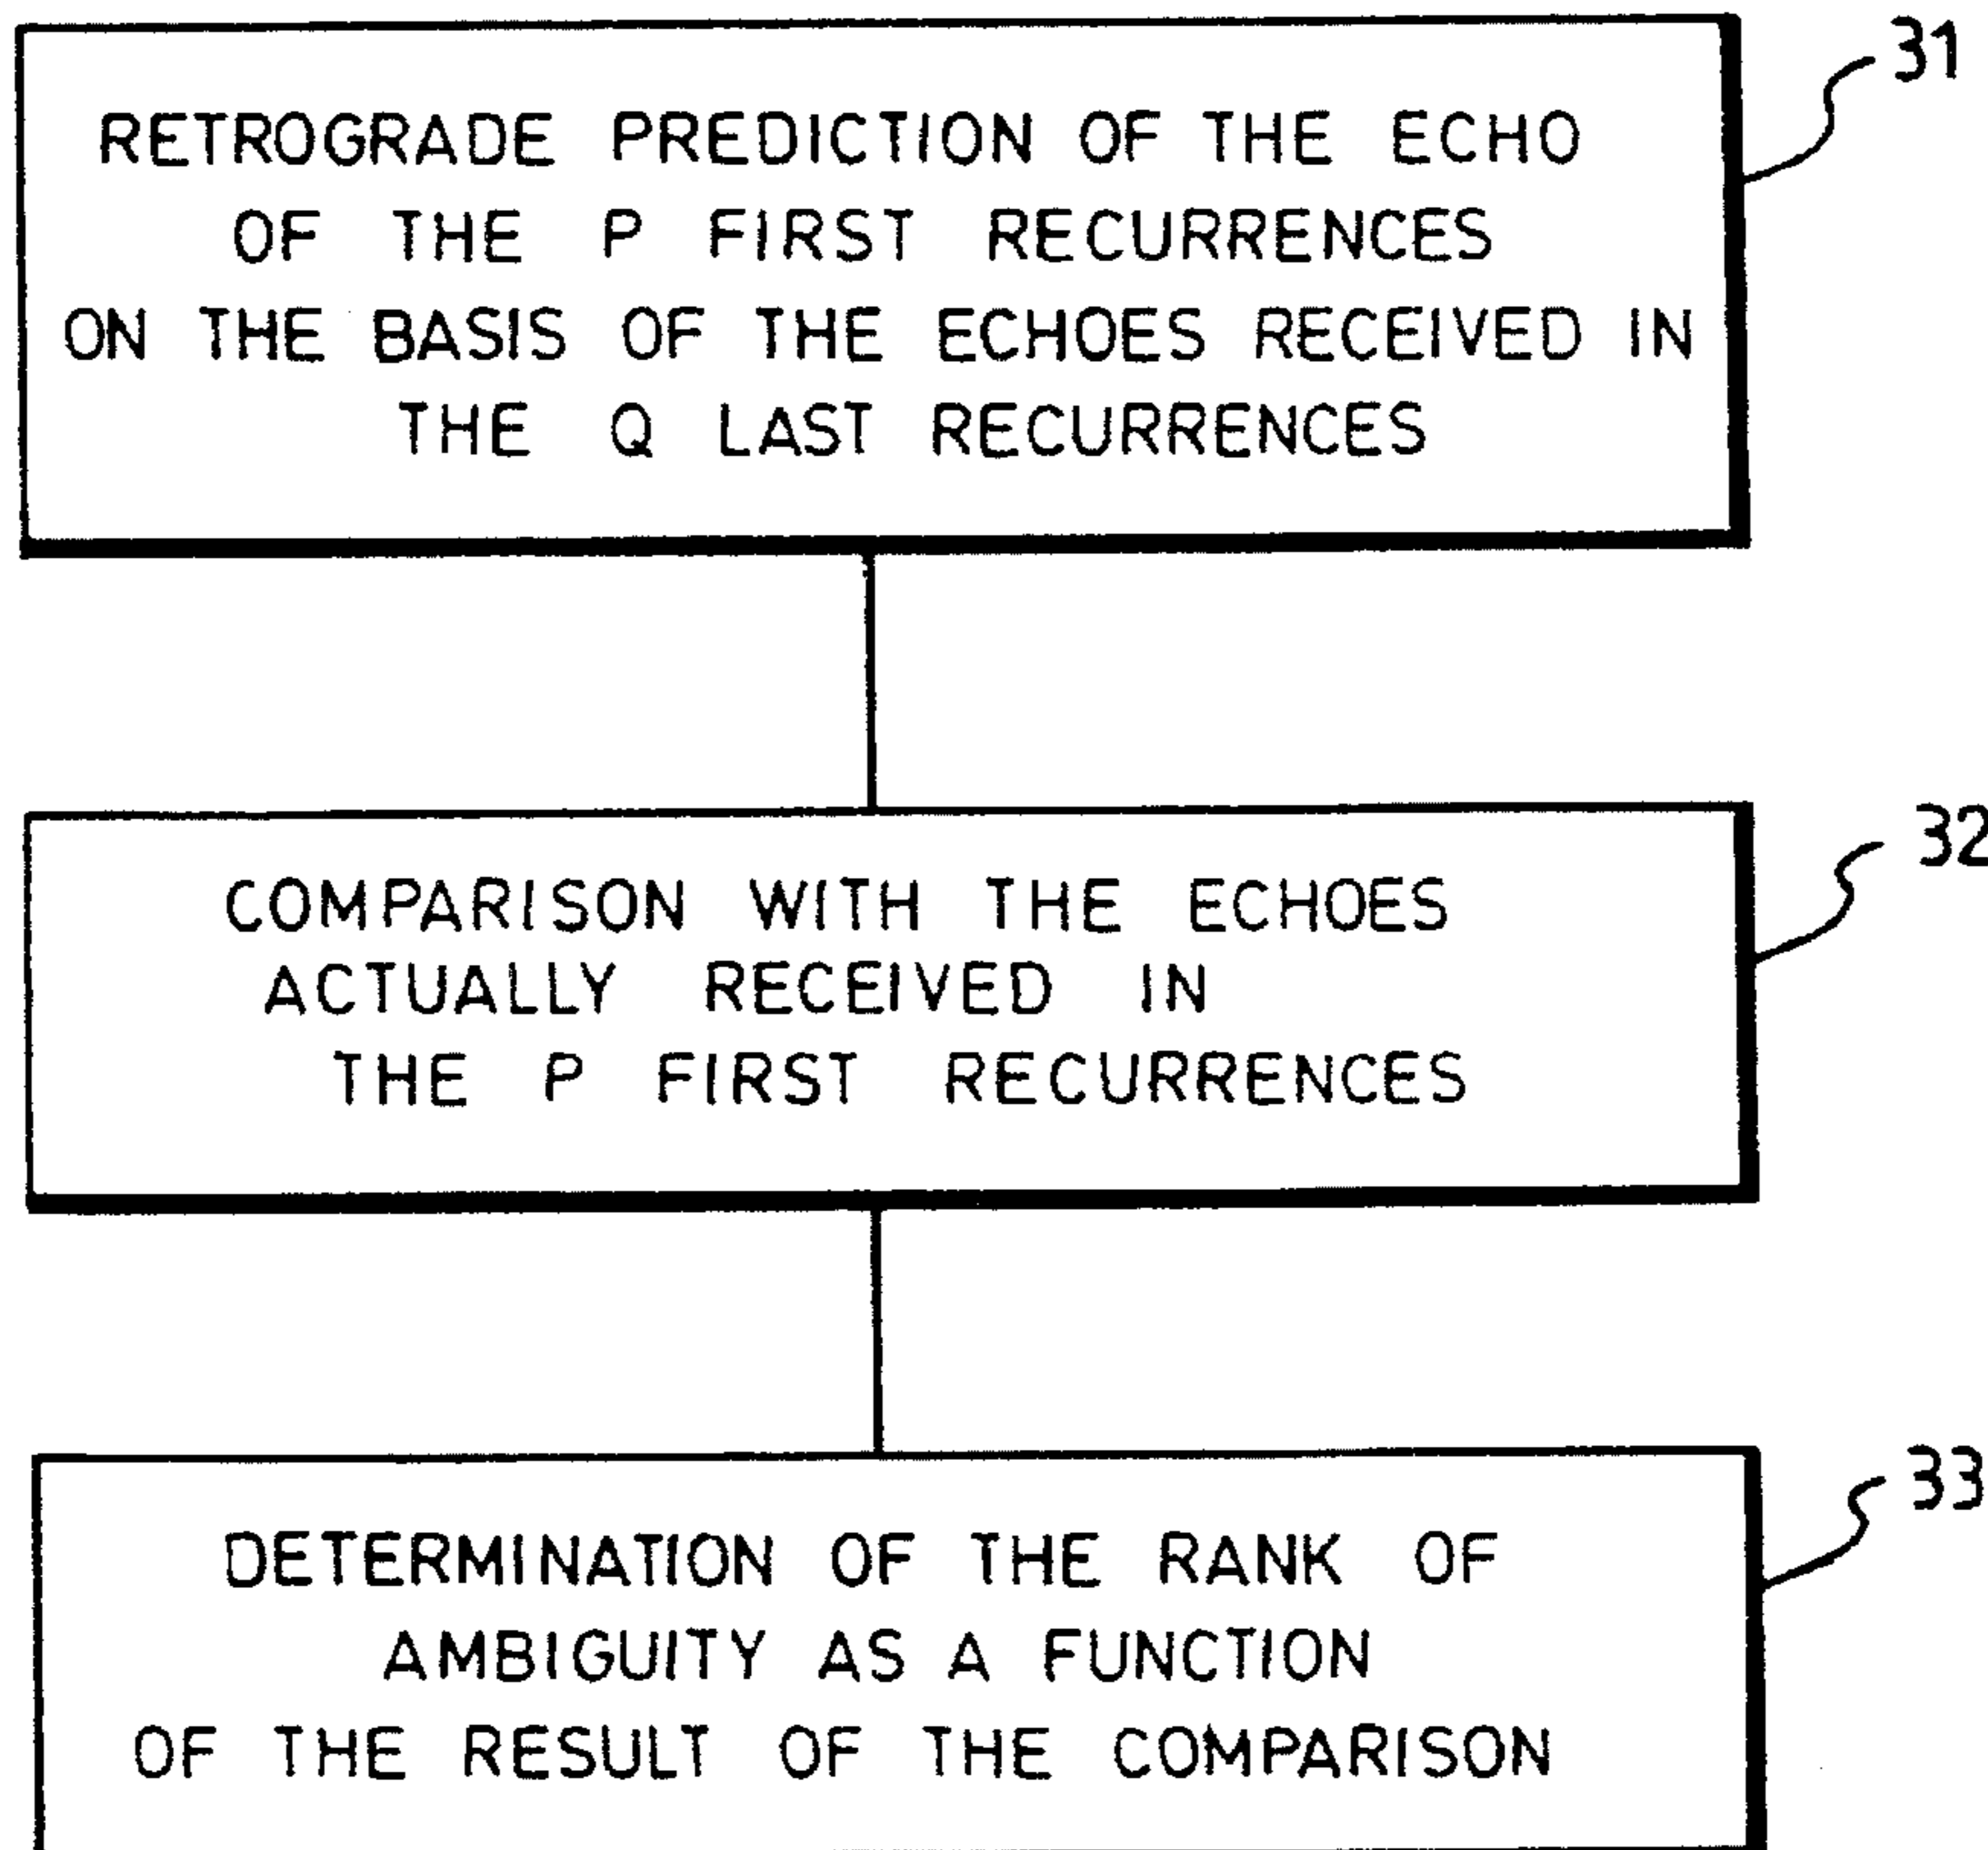 31
RETROGRADE PREDICTION OF THE ECHO
OF THE P FIRST RECURRENCES
ON THE BASIS OF THE ECHOES RECEIVED IN
THE Q LAST RECURRENCES
32
COMPARISON WITH THE ECHOES
ACTUALLY RECEIVED IN
THE P FIRST RECURRENCES
33
DETERMINATION OF THE RANK OF
AMBIGUITY AS A FUNCTION
OF THE RESULT OF THE COMPARISON